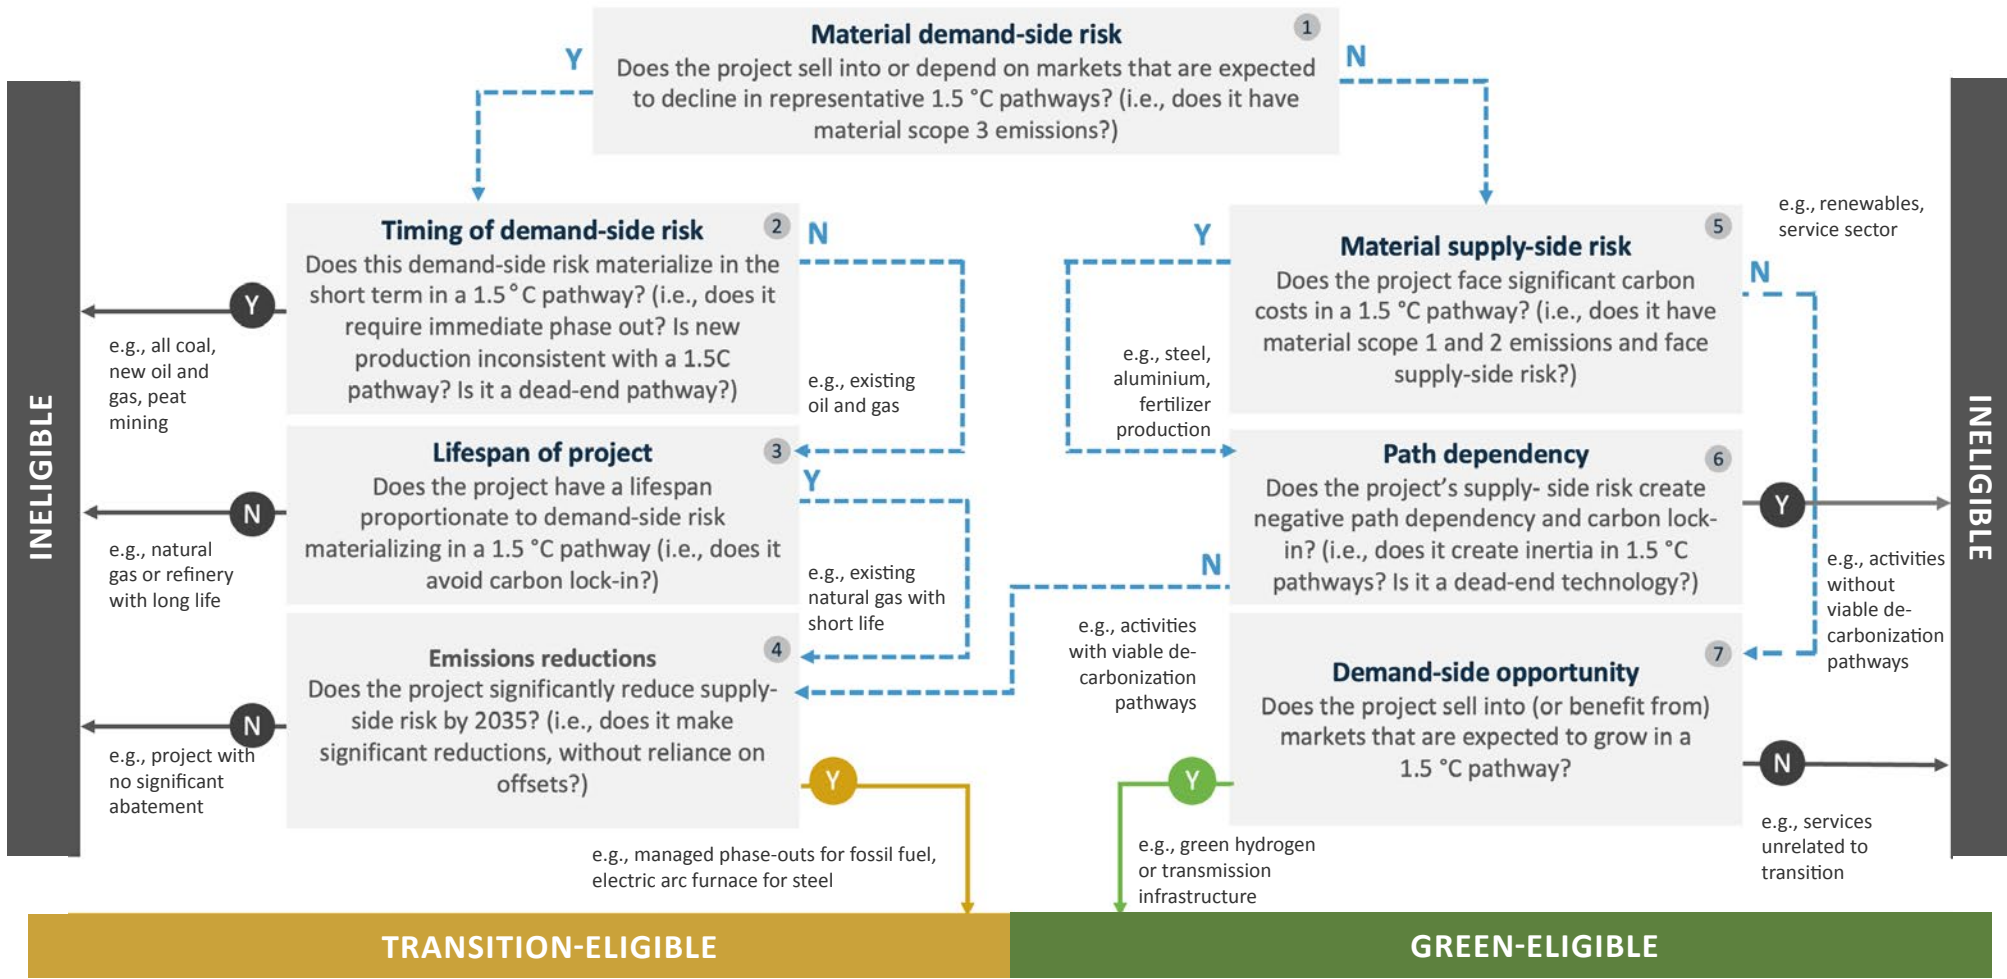 Material demand-side risk
1
Does the project sell into or depend on markets that are expected
to decline in representative 1.5 °C pathways? (i.e., does it have
material scope 3 emissions?)
Y
N
Timing of demand-side risk
2
Does this demand-side risk materialize in the
short term in a 1.5°C pathway? (i.e., does it
require immediate phase out? Is new
production inconsistent with a 1.5C
pathway? Is it a dead-end pathway?)
N
Y
e.g., all coal,
new oil and
gas, peat
mining
e.g., existing
oil and gas
Lifespan of project
3
Does the project have a lifespan
proportionate to demand-side risk
materializing in a 1.5 °C pathway (i.e., does it
avoid carbon lock-in?)
Y
N
e.g., natural
gas or refinery
with long life
e.g., existing
natural gas with
short life
Emissions reductions
4
Does the project significantly reduce supply-
side risk by 2035? (i.e., does it make
significant reductions, without reliance on
offsets?)
N
e.g., project with
no significant
abatement
Y
e.g., managed phase-outs for fossil fuel,
electric arc furnace for steel
Material supply-side risk
5
Does the project face significant carbon
costs in a 1.5 °C pathway? (i.e., does it have
material scope 1 and 2 emissions and face
supply-side risk?)
Y
e.g., steel,
aluminium,
fertilizer
production
N
e.g., renewables,
service sector
Path dependency
6
Does the project’s supply- side risk create
negative path dependency and carbon lock-
in? (i.e., does it create inertia in 1.5 °C
pathways? Is it a dead-end technology?)
N
e.g., activities
with viable de-
carbonization
pathways
Y
e.g., activities
without
viable de-
carbonization
pathways
Demand-side opportunity
7
Does the project sell into (or benefit from)
markets that are expected to grow in a
1.5 °C pathway?
Y
e.g., green hydrogen
or transmission
infrastructure
N
e.g., services
unrelated to
transition
INELIGIBLE
INELIGIBLE
TRANSITION-ELIGIBLE
GREEN-ELIGIBLE